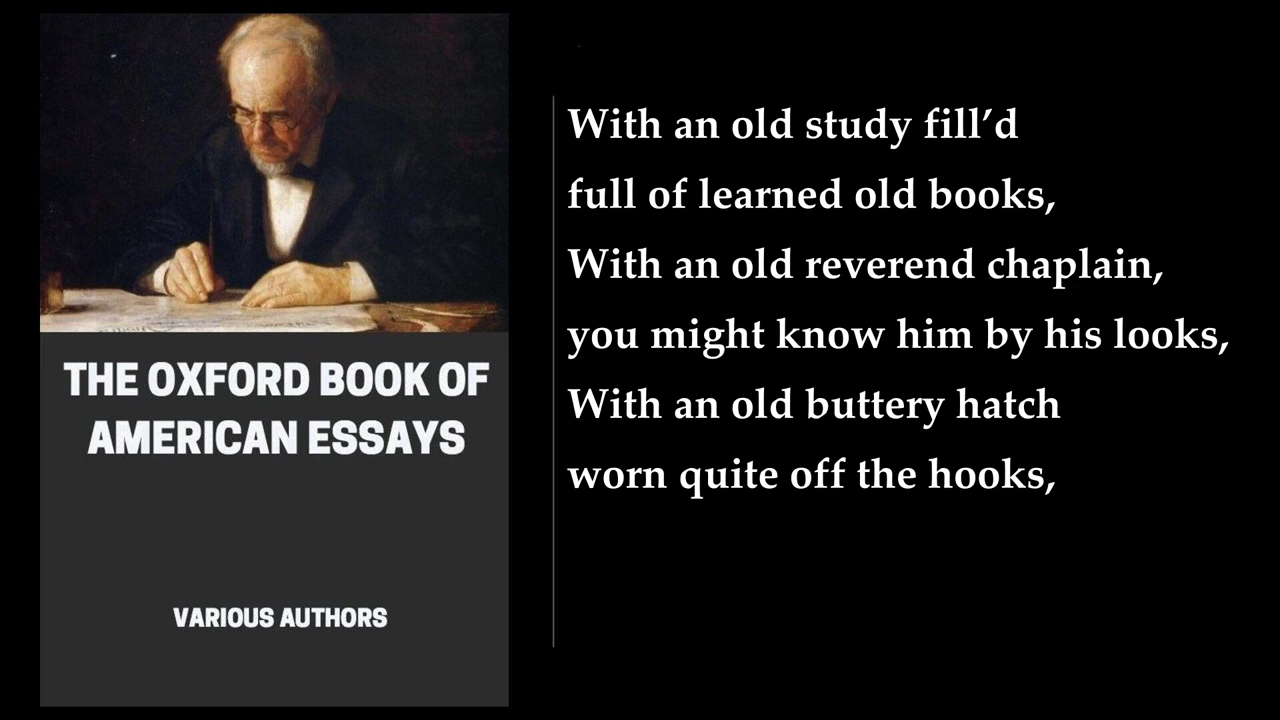 THE OXFORD BOOK OF
AMERICAN ESSAYS
VARIOUS AUTHORS
With an old study fill’d
full of learned old books,
With an old reverend chaplain,
you might know him by his looks,
With an old buttery hatch
worn quite off the hooks,